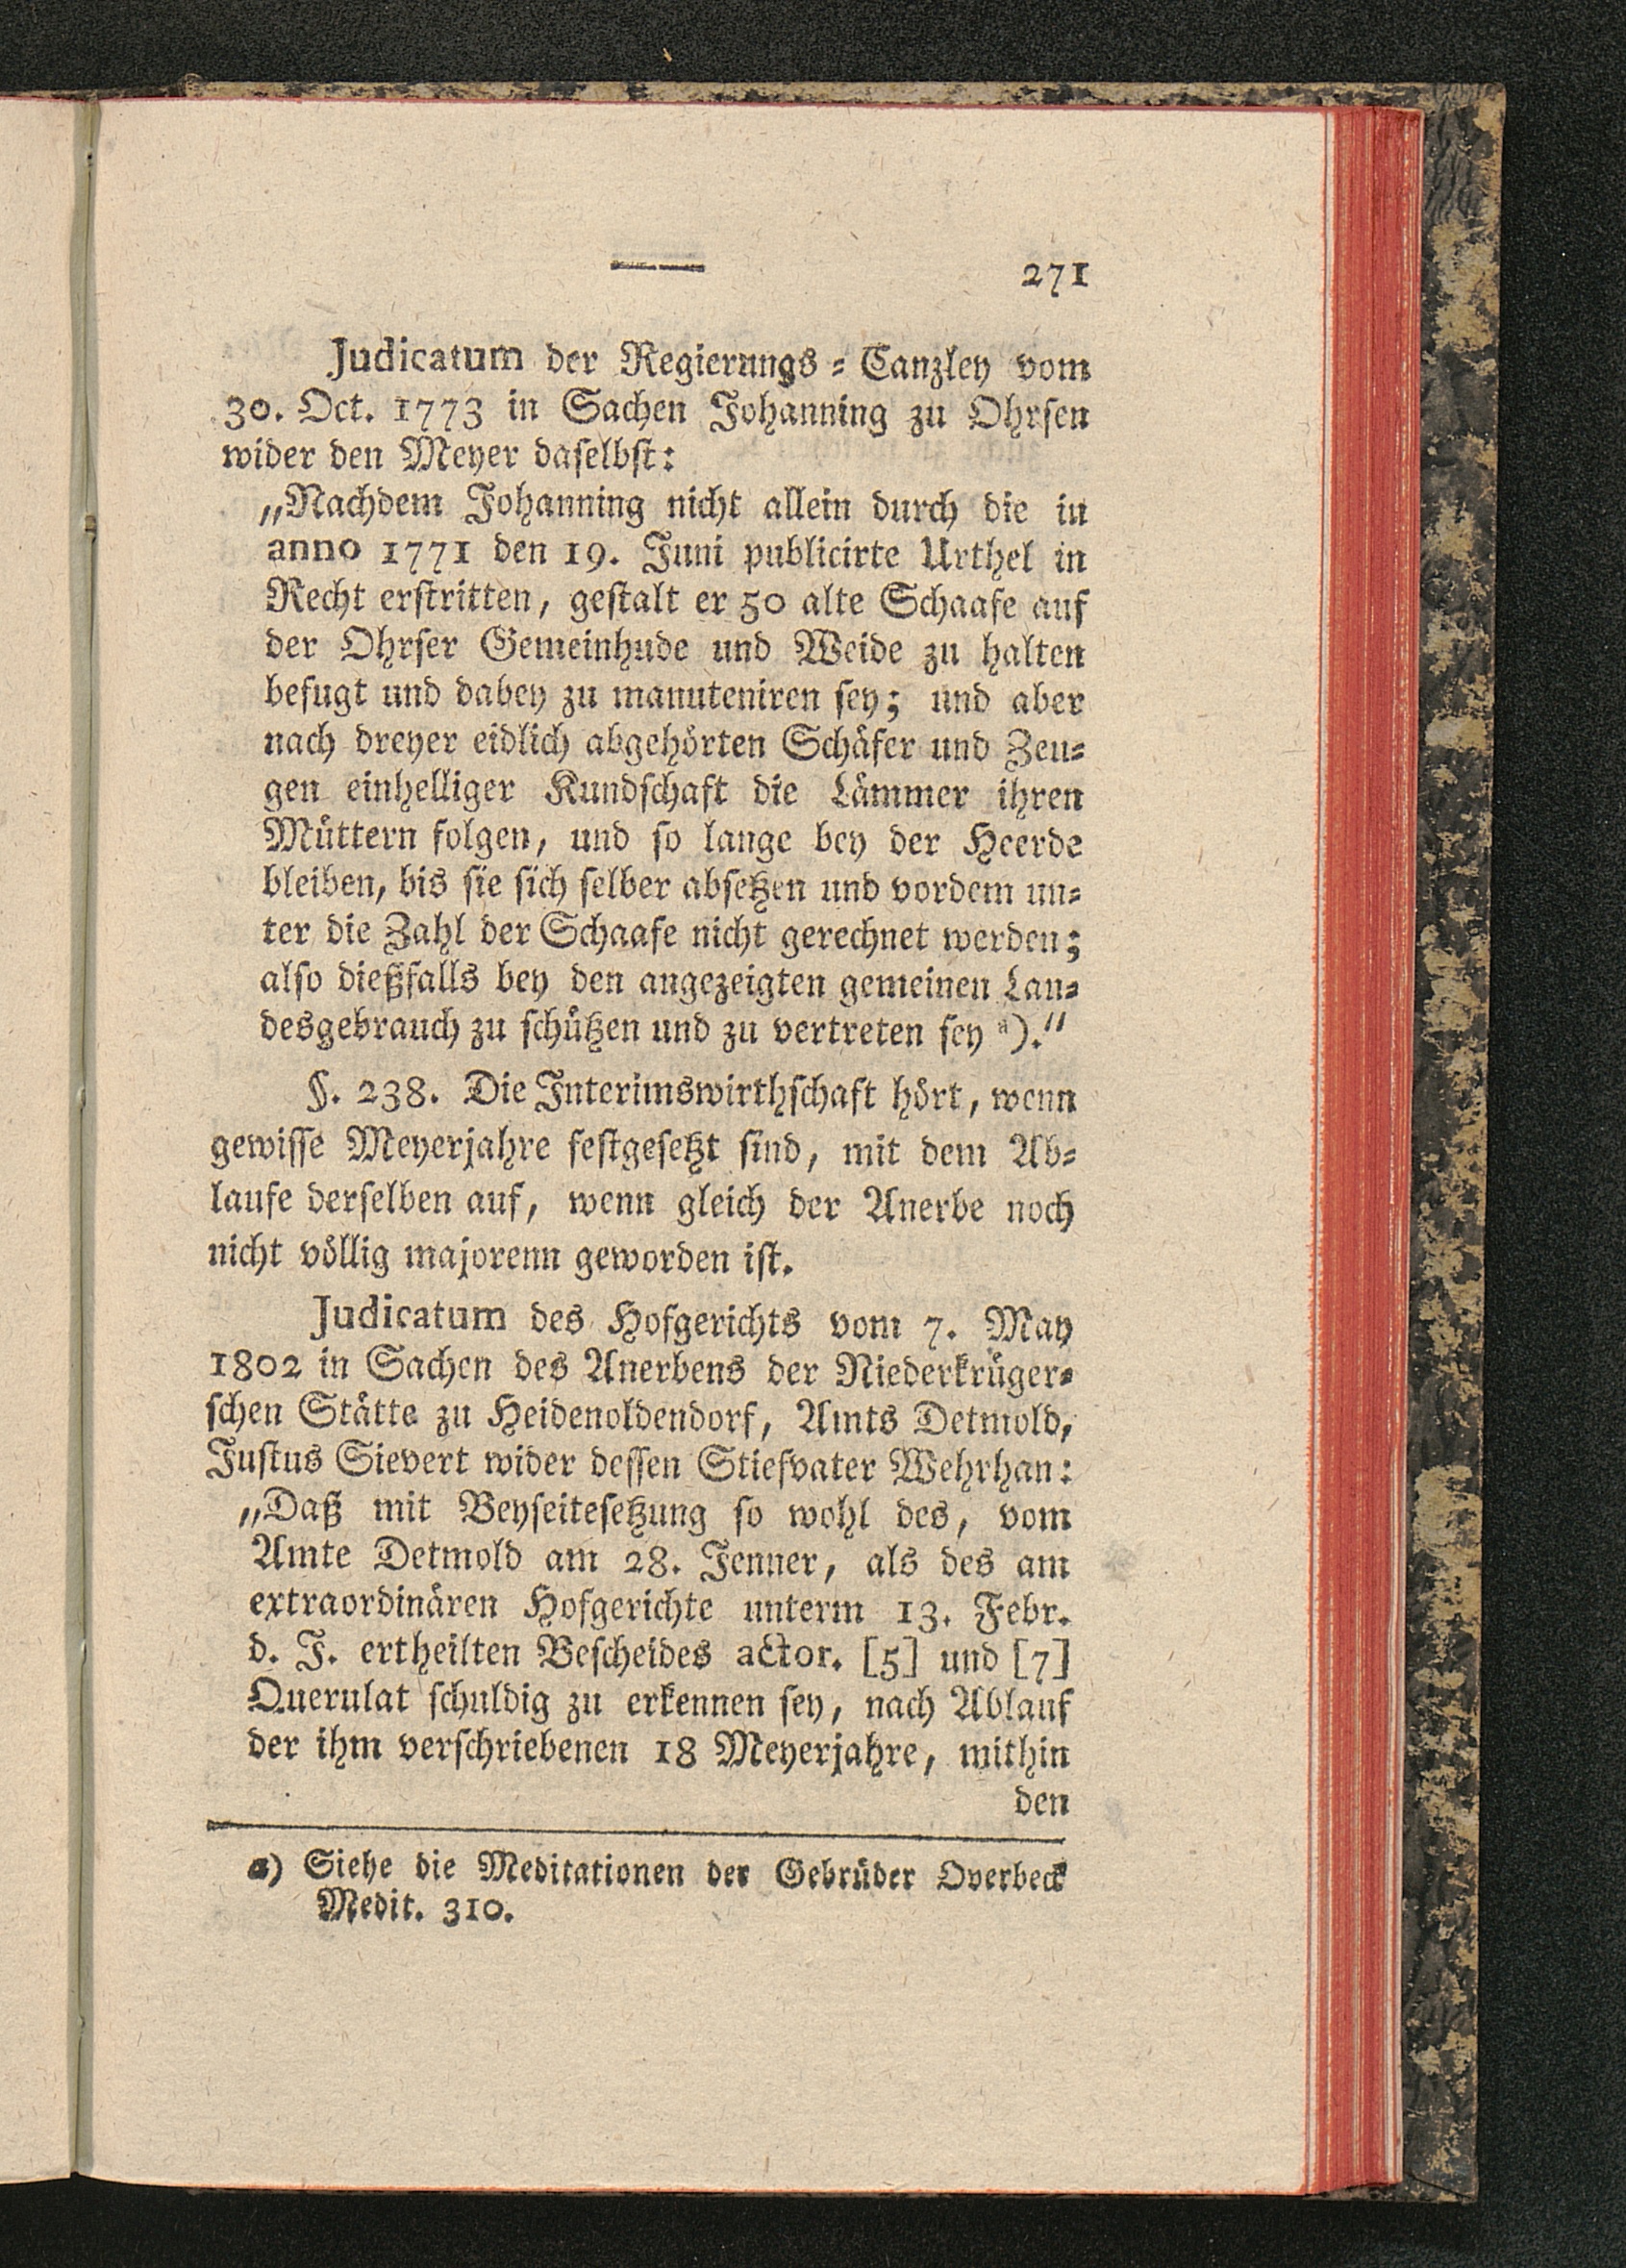 271
Judicatum der Regierungs-Canzley vom
30. Oct. 1773 in Sachen Johanning zu Ohrsen
wider den Meyer daselbst:
„Nachdem Johanning nicht allein durch die in
anno 1771 den 19. Juni publicirte Urthel in
Recht erstritten, gestalt er 50 alte Schaafe auf
der Ohrser Gemeinhude und Weide zu halten
befugt und dabey zu manuteniren sey; und aber
nach dreyer eidlich abgehörten Schäfer und Zeu-
gen einhelliger Kundschaft die Lämmer ihren
Müttern folgen, und so lange bey der Heerde
bleiben, bis sie sich selber absetzen und vordem un-
ter die Zahl der Schaafe nicht gerechnet werden;
also dießfalls bey den angezeigten gemeinen Lan-
desgebrauch zu schützen und zu vertreten sey a).“
§. 238. Die Interimswirthschaft hört, wenn
gewisse Meyerjahre festgesetzt sind, mit dem Ab-
laufe derselben auf, wenn gleich der Anerbe noch
nicht völlig majorenn geworden ist.
Judicatum des Hofgerichts vom 7. May
1802 in Sachen des Anerbens der Niederkrüger-
schen Stätte zu Heidenoldendorf, Amts Detmold,
Justus Sievert wider dessen Stiefvater Wehrhan:
„Daß mit Beyseitesetzung so wohl des, vom
Amte Detmold am 28. Jenner, als des am
extraordinären Hofgerichte unterm 13. Febr.
d. J. ertheilten Bescheides actor. [5] und [7]
Querulat schuldig zu erkennen sey, nach Ablauf
der ihm verschriebenen 18 Meyerjahre, mithin
den
a) Siehe die Meditationen der Gebrüder Overbeck
Medit. 310.